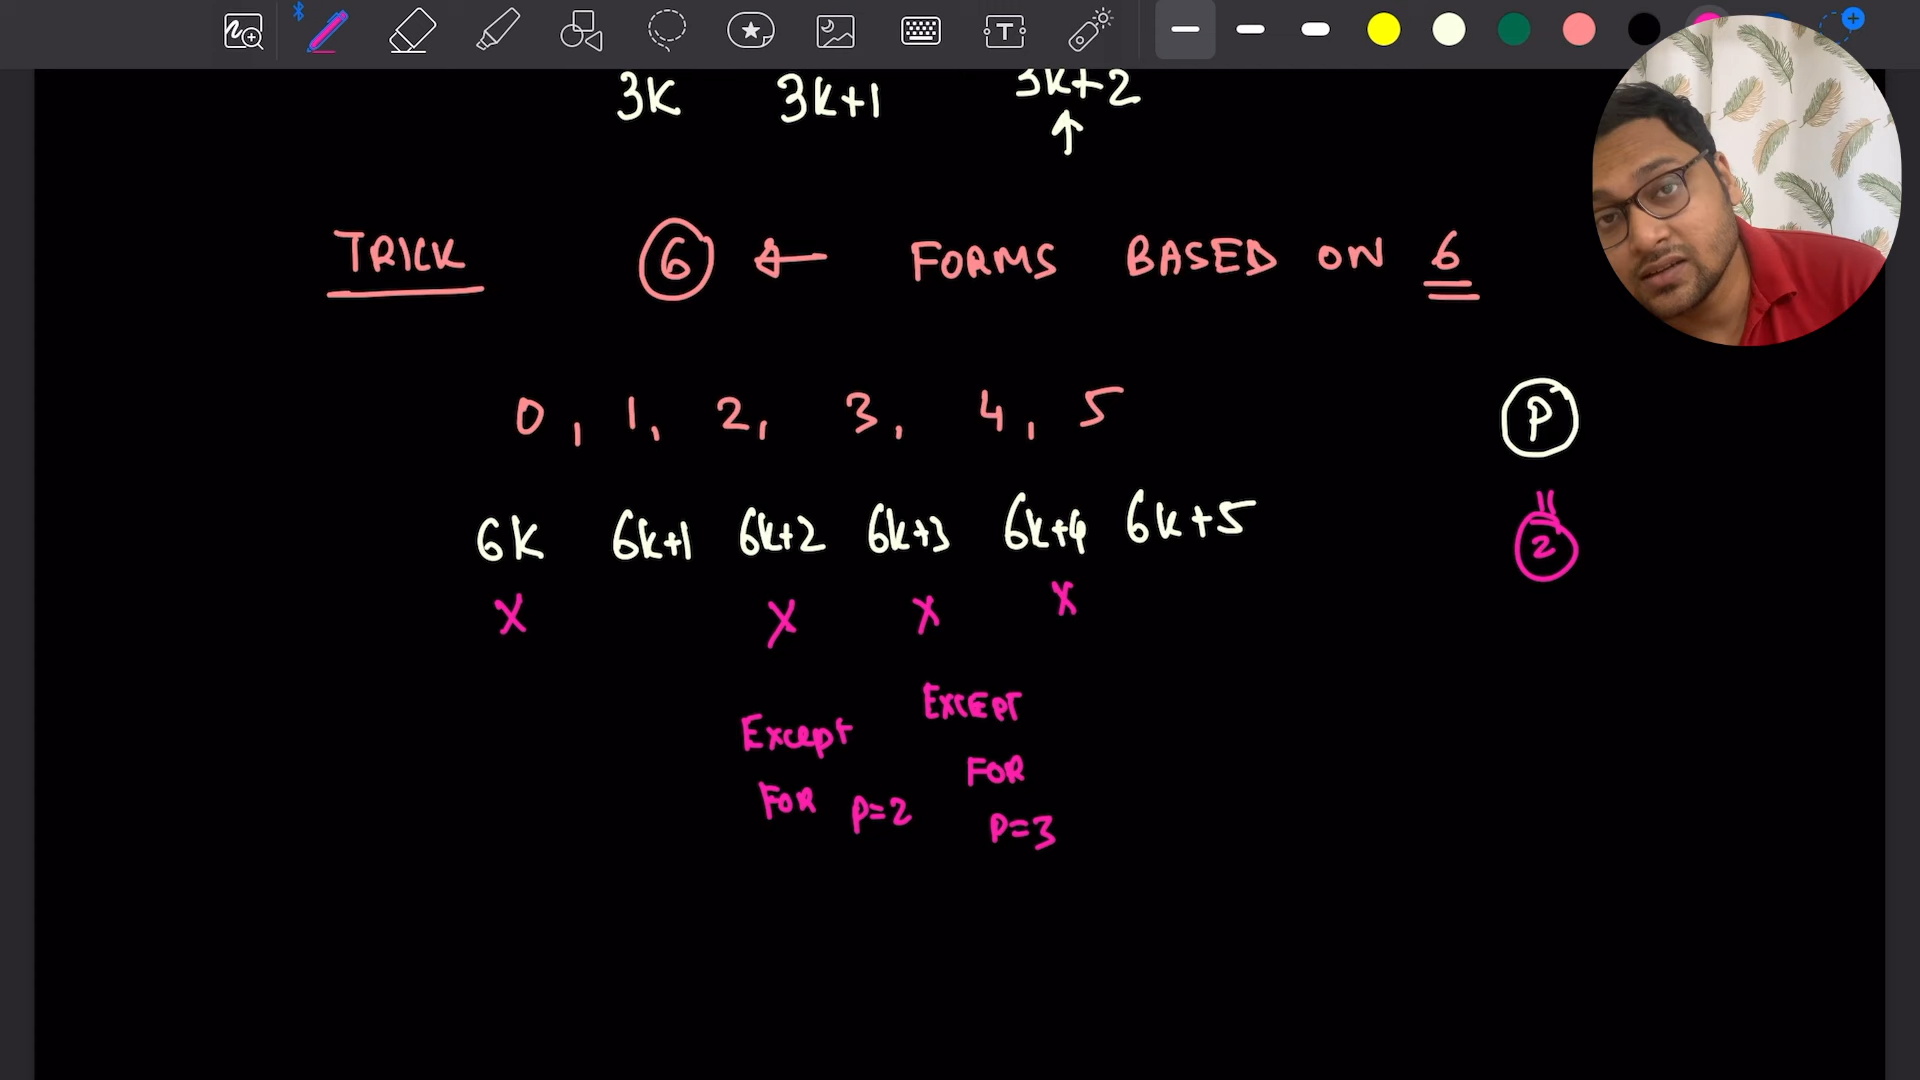 3k 3k+1 3k+2
TRICK 6 ← FORMS BASED ON 6
0, 1, 2, 3, 4, 5
P
6k 6k+1 6k+2 6k+3 6k+4 6k+5
=
2
X X X X
Except
FOR P=2
EXCEPT
FOR
P=3